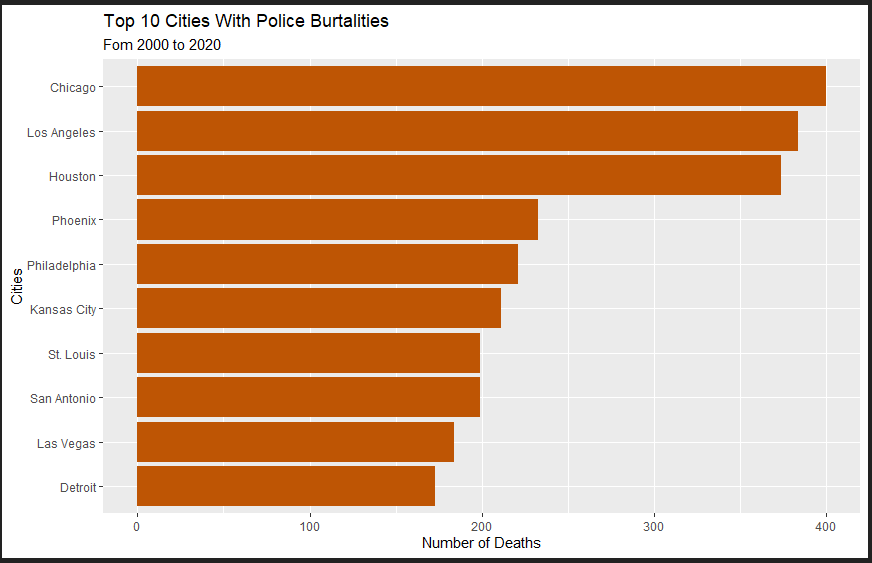 Top 10 Cities With Police Burtalities
Fom 2000 to 2020
Cities
Chicago
Los Angeles
Houston
Phoenix
Philadelphia
Kansas City
St. Louis
San Antonio
Las Vegas
Detroit
0 100 200 300 400
Number of Deaths